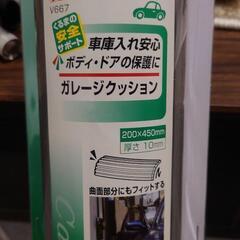 V667
くるまの
安全
サポート
車庫入れ安心
ボディ・ドアの保護に
ガレージクッション
200×450mm
厚さ 10mm
曲面部分にもフィットする
Ca